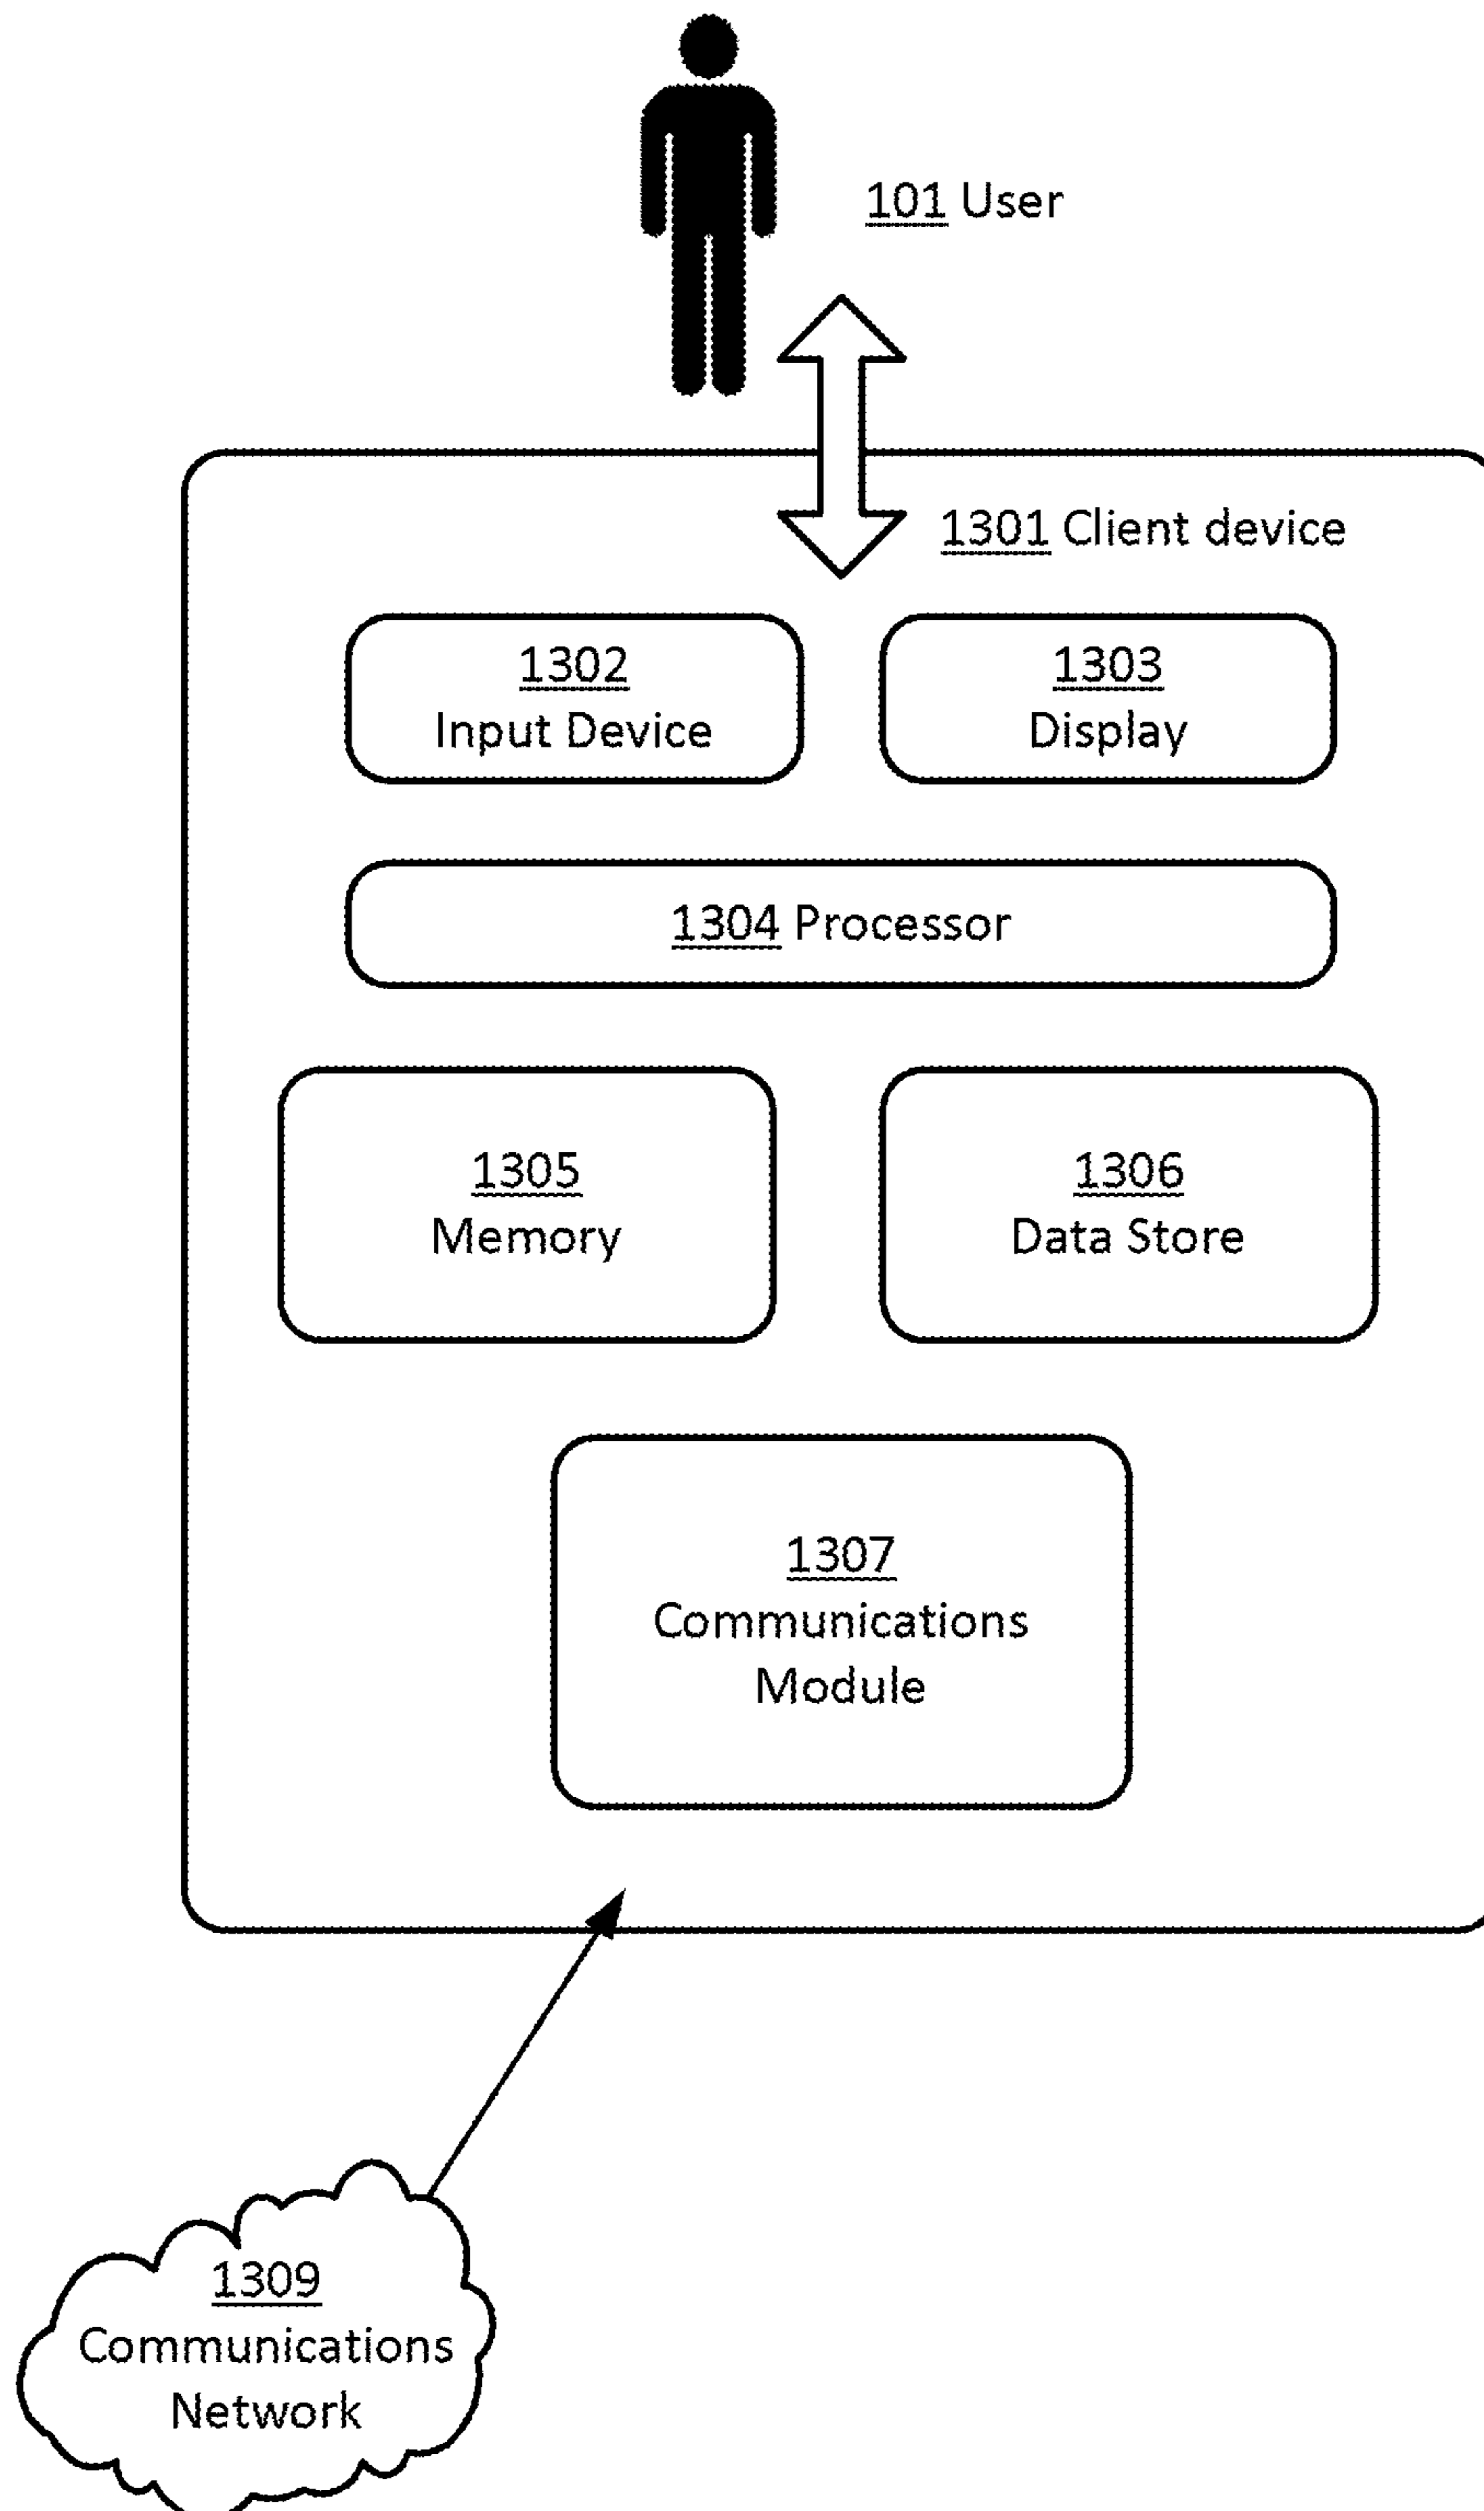 101 User
1301 Client device
1302
Input Device
1303
Display
1304 Processor
1305
Memory
1306
Data Store
1307
Communications
Module
1309
Communications
Network